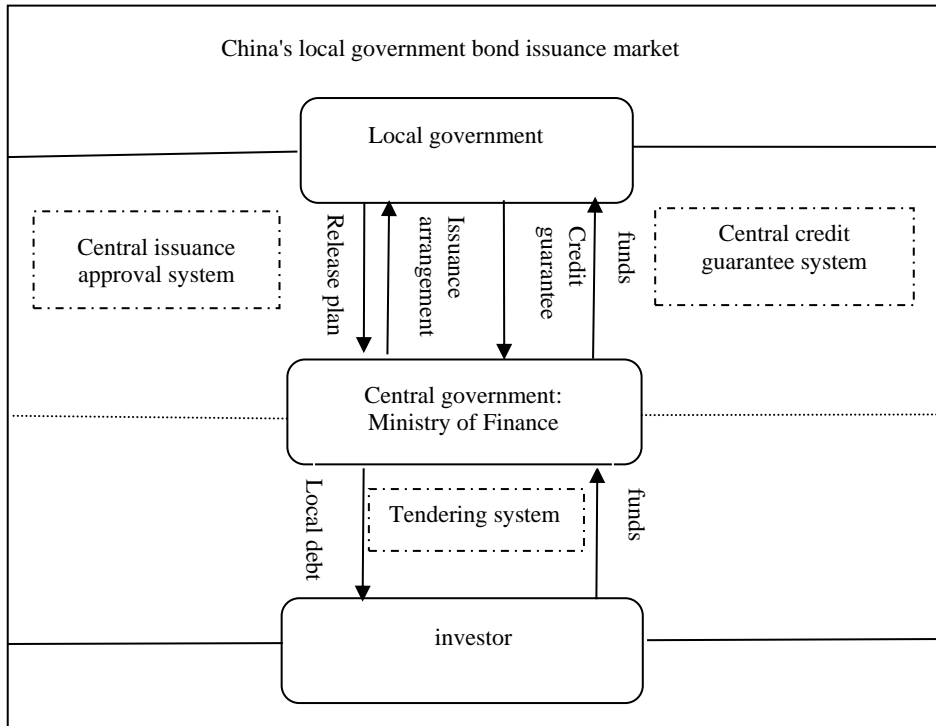 China's local government bond issuance market
Local government
Central issuance
approval system
Release plan
Issuance
arrangement
Credit
guarantee
funds
Central credit
guarantee system
Central government:
Ministry of Finance
Local debt
Tendering system
funds
investor